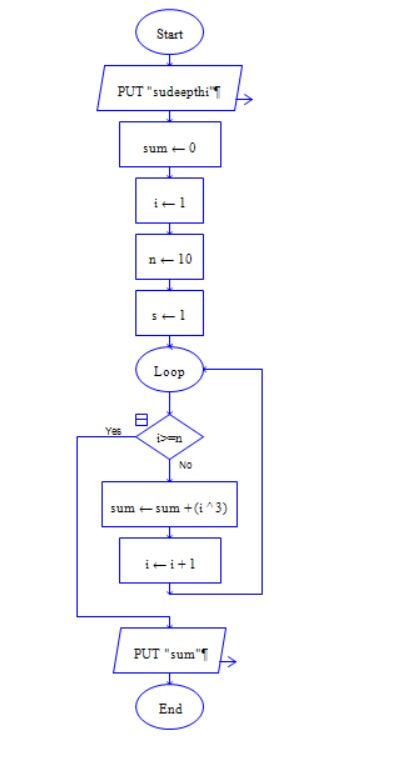 Start
PUT "sudeepthi"¶
sum ← 0
i ← 1
n ← 10
s ← 1
Loop
i>=n
Yes
No
sum ← sum +(i ^ 3)
i ← i + 1
PUT "sum"¶
End